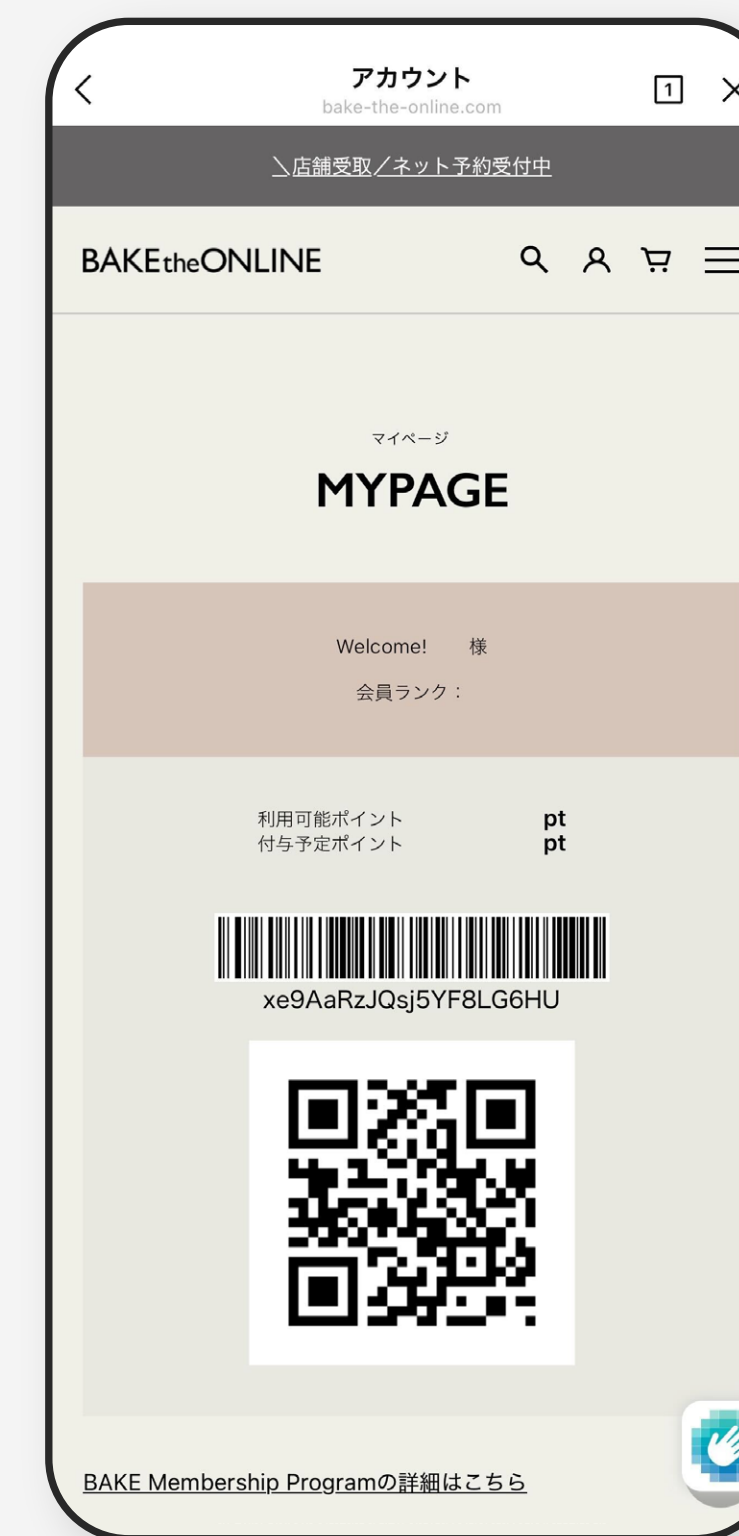 アカウント
bake-the-online.com
1
＼店舗受取／ネット予約受付中
BAKEtheONLINE
マイページ
MYPAGE
Welcome! 様
会員ランク：
利用可能ポイント pt
付与予定ポイント pt
xe9AaRzJQsj5YF8LG6HU
BAKE Membership Programの詳細はこちら